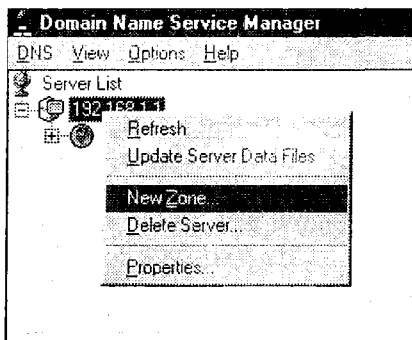 Domain Name Service Manager
DNS View Options Help
Server List
192.168.1.1
Refresh
Update Server Data Files
New Zone...
Delete Server...
Properties...